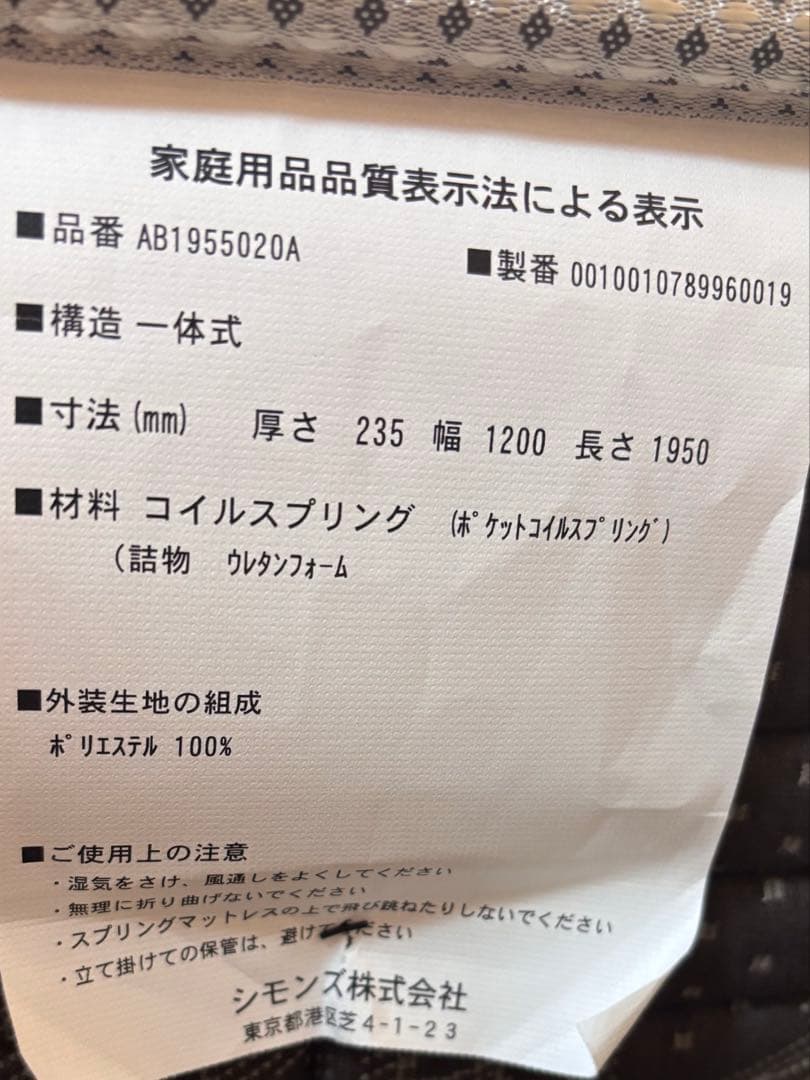 家庭用品品質表示法による表示
■品番 AB1955020A ■製番 0010010789960019
■構造 一体式
■寸法(mm) 厚さ 235 幅 1200 長さ 1950
■材料 コイルスプリング (ﾎﾟｹｯﾄｺｲﾙｽﾌﾟﾘﾝｸﾞ)
(詰物 ｳﾚﾀﾝﾌｫｰﾑ
■外装生地の組成
ﾎﾟﾘｴｽﾃﾙ 100%
■ご使用上の注意
・湿気をさけ、風通しをよくしてください
・無理に折り曲げないでください
・スプリングマットレスの上で飛び跳ねたりしないでください
・立て掛けての保管は、避けてください
シモンズ株式会社
東京都港区芝4-1-23